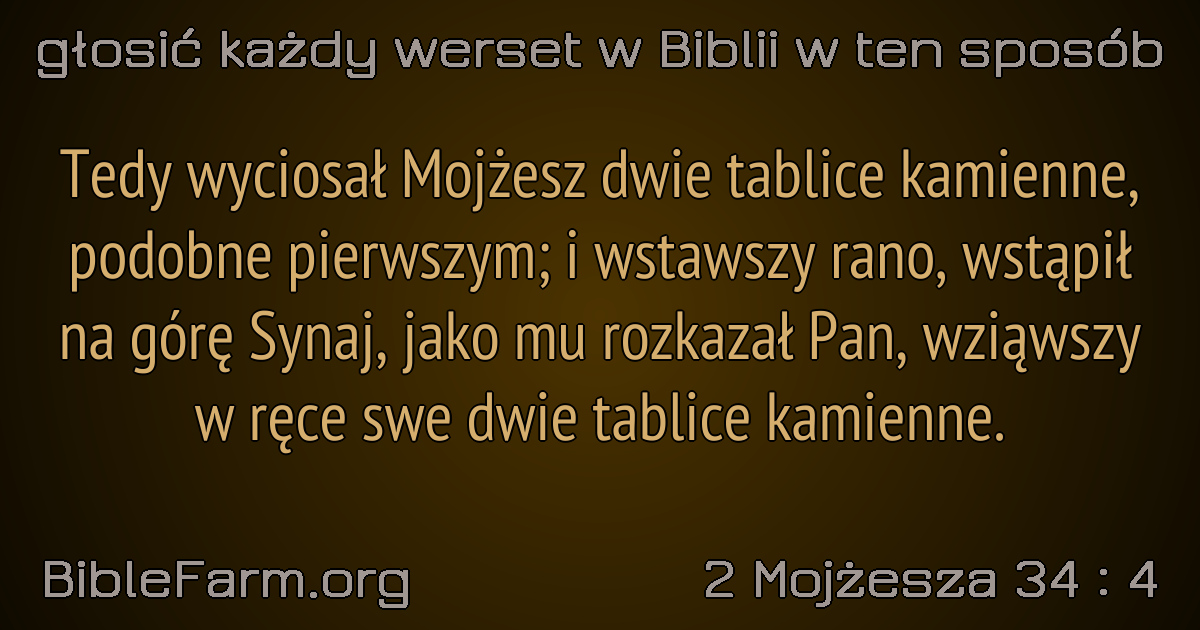 głosić każdy werset w Biblii w ten sposób
Tedy wyciosał Mojżesz dwie tablice kamienne,
podobne pierwszym; i wstawszy rano, wstąpił
na górę Synaj, jako mu rozkazał Pan, wziąwszy
w ręce swe dwie tablice kamienne.
BibleFarm.org
2 Mojżesza 34 : 4